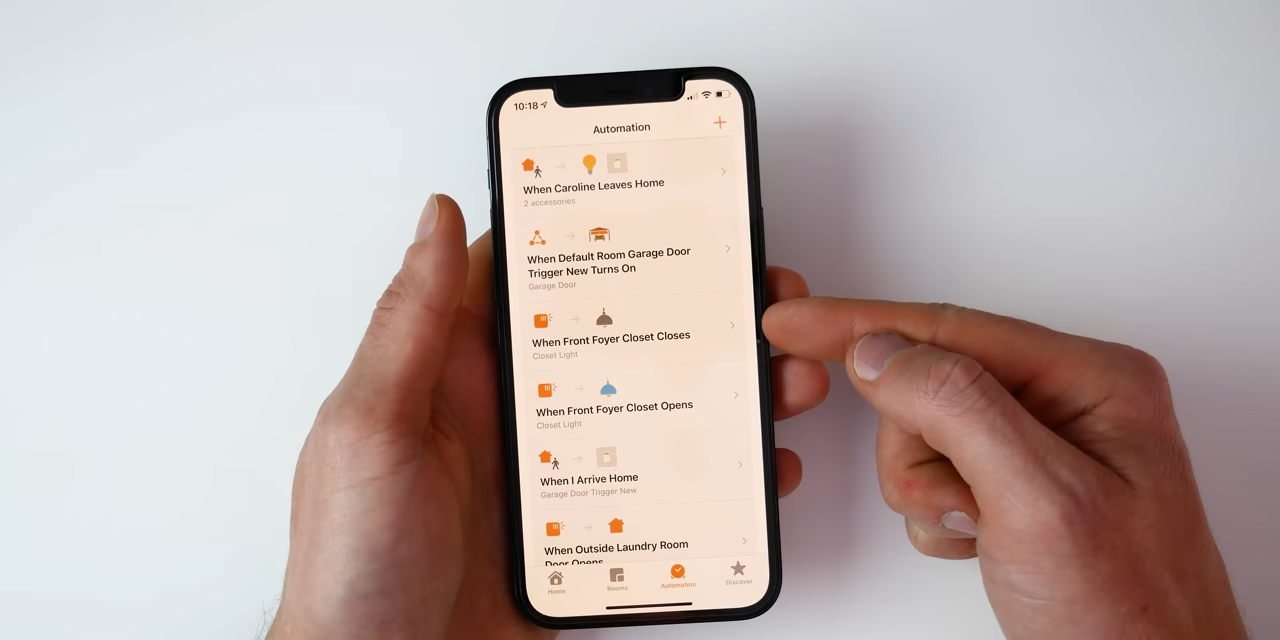 10:18
Automation
When Caroline Leaves Home
2 accessories
When Default Room Garage Door
Trigger New Turns On
Garage Door
When Front Foyer Closet Closes
Closet Light
When Front Foyer Closet Opens
Closet Light
When I Arrive Home
Garage Door Trigger New
When Outside Laundry Room
Door Opens
Home
Rooms
Automation
Discover